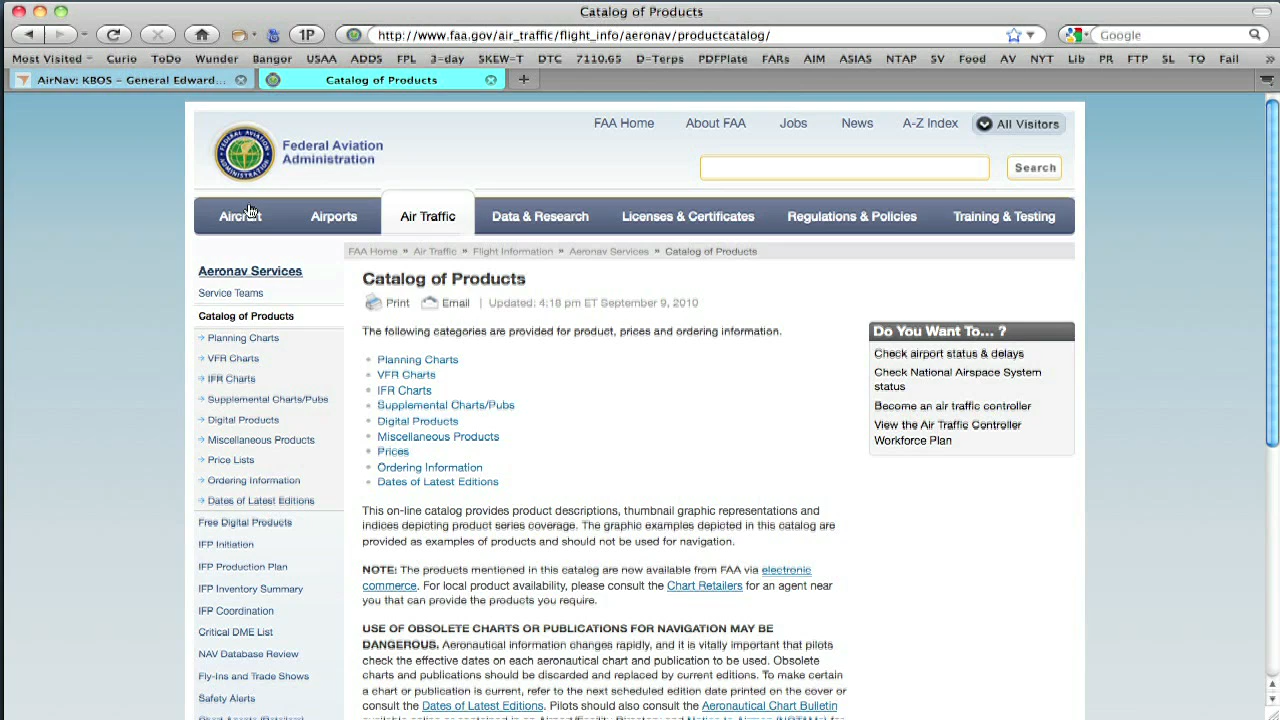 Catalog of Products
1P http://www.faa.gov/air_traffic/flight_info/aeronav/productcatalog/ Google
Most Visited Curio ToDo Wunder Bangor USAA ADDS FPL 3-day SKEW-T DTC 7110.65 D-Terps PDFPlate FARs AIM ASIAS NTAP SV Food AV NYT Lib PR FTP SL TO Fail »
AirNav: KBOS – General Edward... Catalog of Products +
FAA Home About FAA Jobs News A-Z Index All Visitors
Federal Aviation
Administration
Search
Aircraft Airports Air Traffic Data & Research Licenses & Certificates Regulations & Policies Training & Testing
FAA Home » Air Traffic » Flight Information » Aeronav Services » Catalog of Products
Aeronav Services
Service Teams
Catalog of Products
Planning Charts
VFR Charts
IFR Charts
Supplemental Charts/Pubs
Digital Products
Miscellaneous Products
Price Lists
Ordering Information
Dates of Latest Editions
Free Digital Products
IFP Initiation
IFP Production Plan
IFP Inventory Summary
IFP Coordination
Critical DME List
NAV Database Review
Fly-Ins and Trade Shows
Safety Alerts
Catalog of Products
Print Email | Updated: 4:18 pm ET September 9, 2010
The following categories are provided for product, prices and ordering information.
Planning Charts
VFR Charts
IFR Charts
Supplemental Charts/Pubs
Digital Products
Miscellaneous Products
Prices
Ordering Information
Dates of Latest Editions
This on-line catalog provides product descriptions, thumbnail graphic representations and
indices depicting product series coverage. The graphic examples depicted in this catalog are
provided as examples of products and should not be used for navigation.
NOTE: The products mentioned in this catalog are now available from FAA via electronic
commerce. For local product availability, please consult the Chart Retailers for an agent near
you that can provide the products you require.
USE OF OBSOLETE CHARTS OR PUBLICATIONS FOR NAVIGATION MAY BE
DANGEROUS. Aeronautical information changes rapidly, and it is vitally important that pilots
check the effective dates on each aeronautical chart and publication to be used. Obsolete
charts and publications should be discarded and replaced by current editions. To make certain
a chart or publication is current, refer to the next scheduled edition date printed on the cover or
consult the Dates of Latest Editions. Pilots should also consult the Aeronautical Chart Bulletin
Do You Want To... ?
Check airport status & delays
Check National Airspace System
status
Become an air traffic controller
View the Air Traffic Controller
Workforce Plan